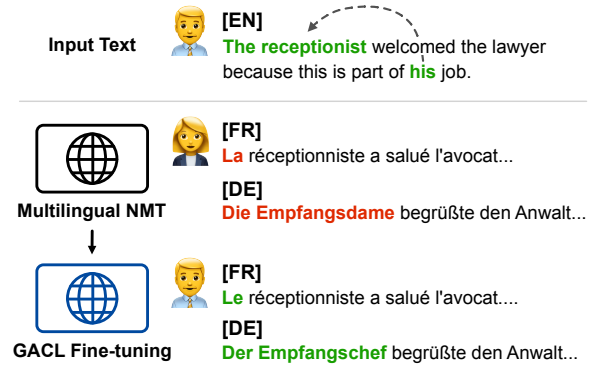 Input Text
[EN]
The receptionist welcomed the lawyer
because this is part of his job.
Multilingual NMT
[FR]
La réceptionniste a salué l'avocat...
[DE]
Die Empfangsdame begrüßte den Anwalt...
GACL Fine-tuning
[FR]
Le réceptionniste a salué l'avocat....
[DE]
Der Empfangschef begrüßte den Anwalt...